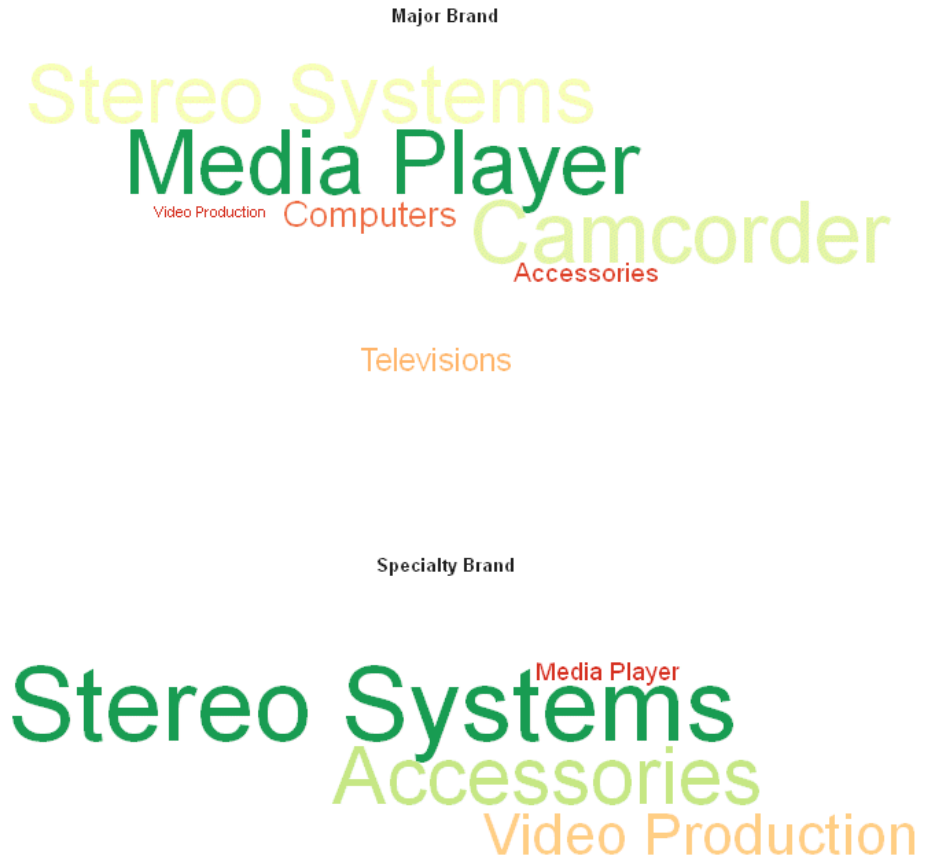 Major Brand
Stereo Systems
Media Player
Video Production Computers Camcorder
Accessories
Televisions
Specialty Brand
Stereo Systems Media Player
Accessories
Video Production